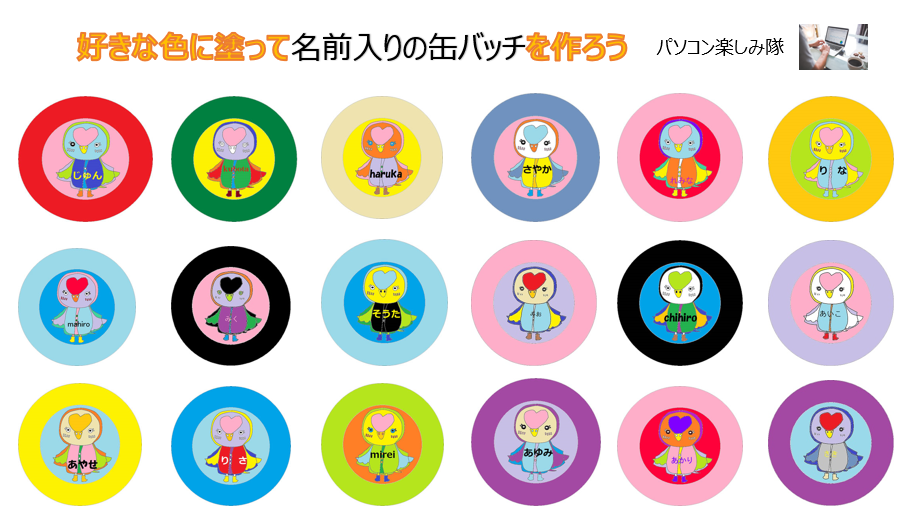 好きな色に塗って名前入りの缶バッチを作ろう パソコン楽しみ隊
じゅん
haruka
さやか
り な
mahiro
みく
そうた
chihiro
あいこ
あやせ
りさ
mirei
あゆみ
あかり